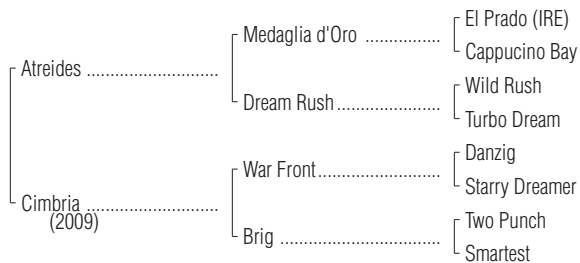 El Prado (IRE)
Medaglia d'Oro ..................
Cappucino Bay
Atreides ................................
Wild Rush
Dream Rush .........................
Turbo Dream
Danzig
War Front .............................
Starry Dreamer
Cimbria ................................
(2009)
Two Punch
Brig ......................................
Smartest